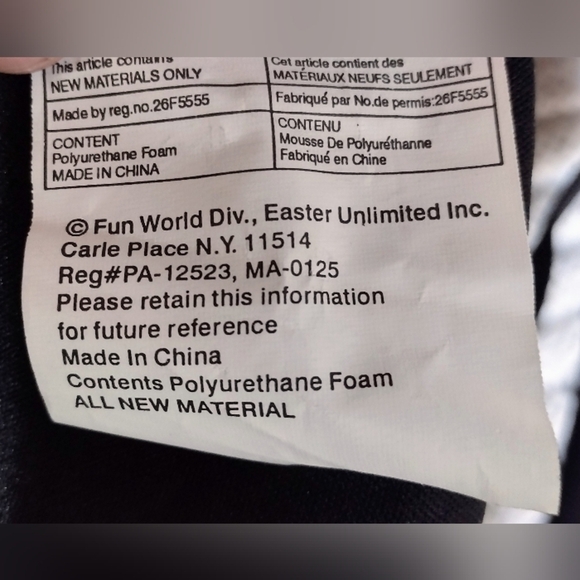 This article contains
NEW MATERIALS ONLY
Made by reg.no.26F5555
CONTENT
Polyurethane Foam
MADE IN CHINA
Cet article contient des
MATÉRIAUX NEUFS SEULEMENT
Fabriqué par No.de permis:26F5555
CONTENU
Mousse De Polyuréthanne
Fabriqué en Chine
© Fun World Div., Easter Unlimited Inc.
Carle Place N.Y. 11514
Reg#PA-12523, MA-0125
Please retain this information
for future reference
Made In China
Contents Polyurethane Foam
ALL NEW MATERIAL